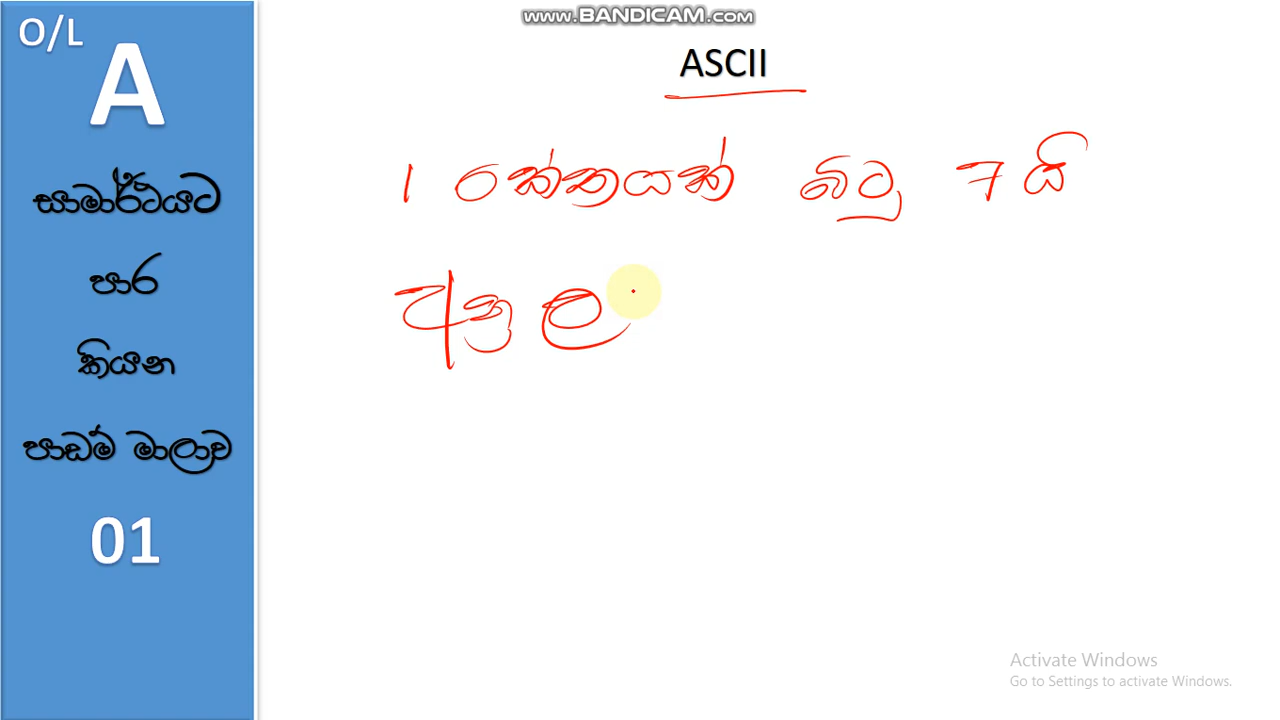 www.BANDICAM.com
O/L
A
සාමාර්ථයට
පාර
කියන
පාඩම් මාලාව
01
ASCII
1 ක්තයක් බිටු 7යි
Activate Windows
Go to Settings to activate Windows.